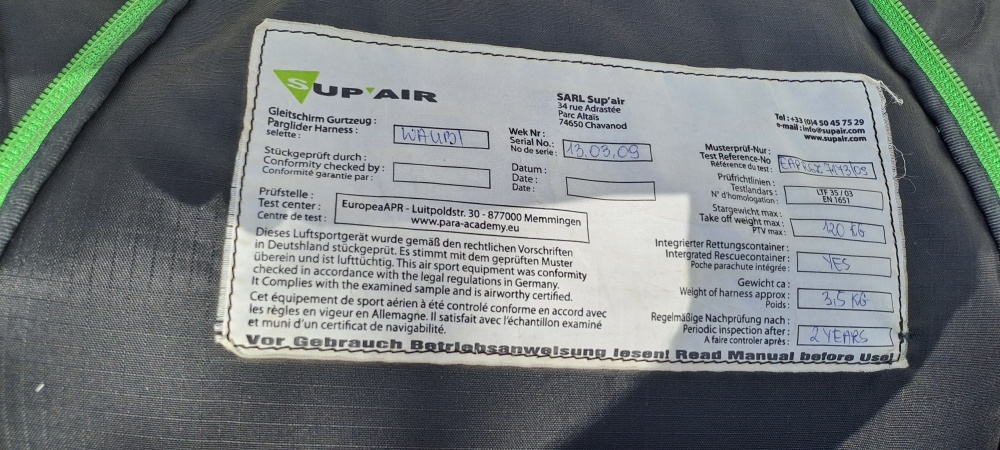 SUP'AIR
SARL Sup'air
34 rue Adrastée
Parc Altaïs
74650 Chavanod
Tel : +33 (0)4 50 45 75 29
e-mail : info@supair.com
www.supair.com
Gleitschirm Gurtzeug :
Parglider Harness :
selette :
WAUBI
Wek Nr :
Serial No. :
No de serie :
13.03.09
Stückgeprüft durch :
Conformity checked by :
Conformité garantie par :
Datum :
Date :
Date :
Prüfstelle :
Test center :
Centre de test :
EuropeaAPR - Luitpoldstr. 30 - 877000 Memmingen
www.para-academy.eu
Dieses Luftsportgerät wurde gemäß den rechtlichen Vorschriften
in Deutshland stückgeprüft. Es stimmt mit dem geprüften Muster
überein und ist lufttüchtig. This air sport equipment was conformity
checked in accordance with the legal regulations in Germany.
It Complies with the examined sample and is airworthy certified.
Cet équipement de sport aérien à été controlé conforme en accord avec
les règles en vigeur en Allemagne. Il satisfait avec l'échantillon examiné
et muni d'un certificat de navigabilité.
Musterprüf-Nur :
Test Reference-No
Référence du test :
Prüfrichtlinien :
Testlandars :
N° d'homologation :
LTF 35 / 03
EN 1651
Stargewicht max :
Take off weight max :
PTV max :
120 KG
Integrierter Rettungscontainer :
Intergrated Rescuecontainer :
Poche parachute intégrée :
YES
Gewicht ca :
Weight of harness approx :
Poids :
3,5 KG
Regelmäßige Nachprüfung nach :
Periodic inspection after :
A faire controler après :
2 YEARS
Vor Gebrauch Betriebsanweisung lesen! Read Manual before Use!